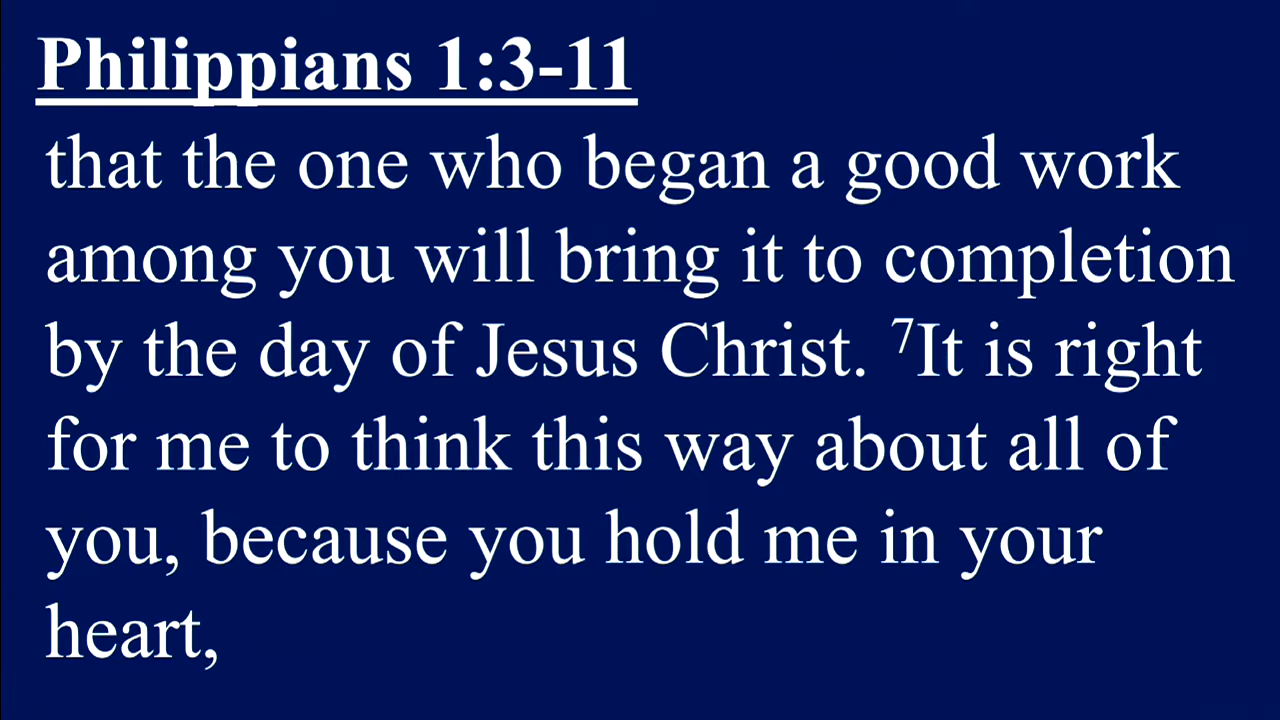 Philippians 1:3-11
that the one who began a good work
among you will bring it to completion
by the day of Jesus Christ. ⁷It is right
for me to think this way about all of
you, because you hold me in your
heart,